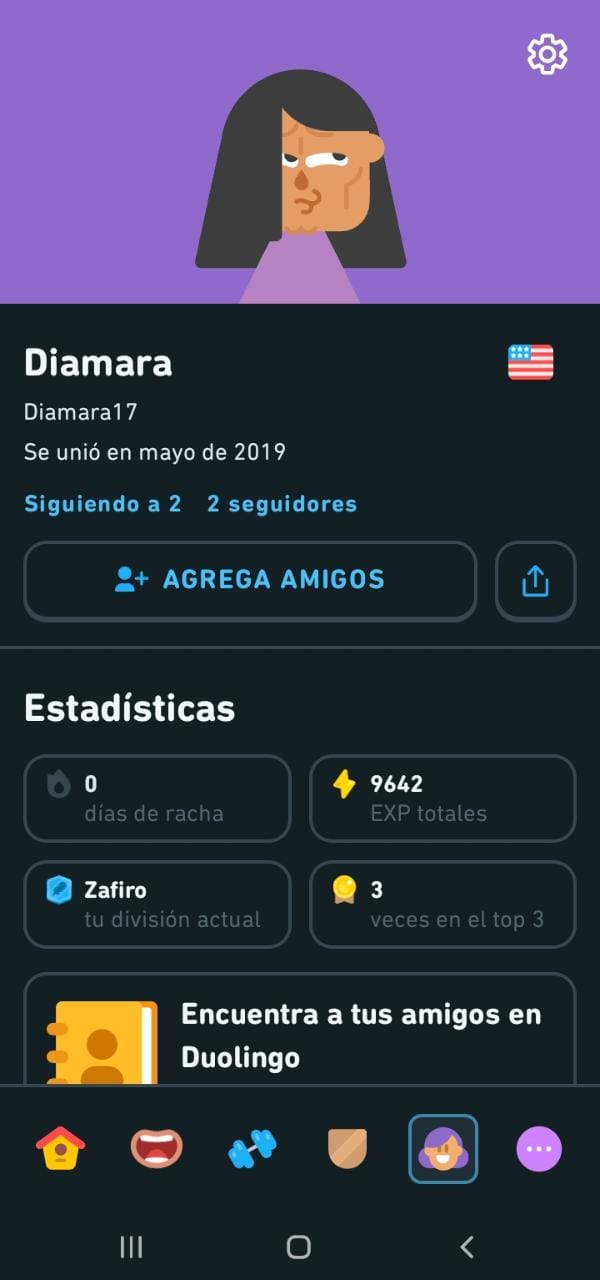 Diamara
Diamara17
Se unió en mayo de 2019
Siguiendo a 2 2 seguidores
AGREGA AMIGOS
Estadísticas
0
días de racha
9642
EXP totales
Zafiro
tu división actual
3
veces en el top 3
Encuentra a tus amigos en
Duolingo